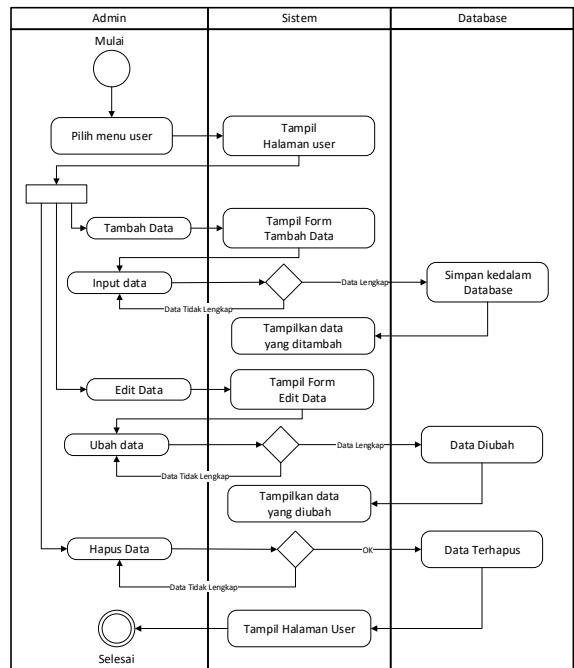 Admin
Sistem
Database
Mulai
Pilih menu user
Tampil
Halaman user
Tambah Data
Tampil Form
Tambah Data
Input data
Data Lengkap
Simpan kedalam
Database
Data Tidak Lengkap
Tampilkan data
yang ditambah
Edit Data
Tampil Form
Edit Data
Ubah data
Data Lengkap
Data Diubah
Data Tidak Lengkap
Tampilkan data
yang diubah
Hapus Data
OK
Data Terhapus
Data Tidak Lengkap
Tampil Halaman User
Selesai